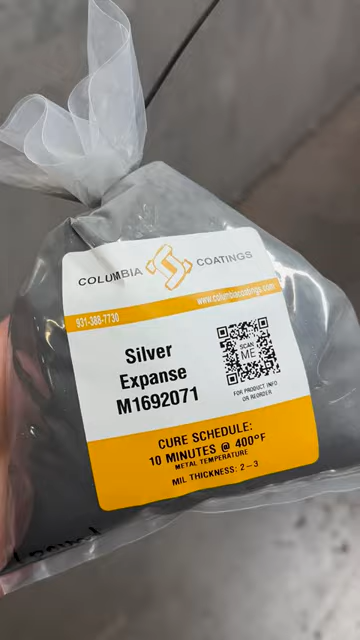 COLUMBIA COATINGS
931-388-7730 www.columbiacoatings.com
Silver
Expanse
M1692071
SCAN
ME
FOR PRODUCT INFO
OR REORDER
CURE SCHEDULE:
10 MINUTES @ 400°F
METAL TEMPERATURE
MIL THICKNESS: 2-3